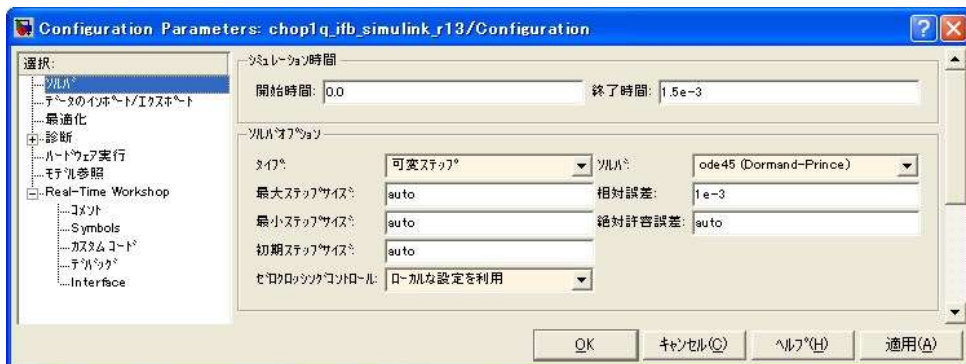 Configuration Parameters: chop1q_ifb_simulink_r13/Configuration
選択:
ソルバ
データのインポート/エクスポート
最適化
診断
ハードウェア実行
モデル参照
Real-Time Workshop
コメント
Symbols
カスタムコード
デバッグ
Interface
シミュレーション時間
開始時間: 0.0 終了時間: 1.5e-3
ソルバオプション
タイプ: 可変ステップ ソルバ: ode45 (Dormand-Prince)
最大ステップサイズ: auto 相対誤差: 1e-3
最小ステップサイズ: auto 絶対許容誤差: auto
初期ステップサイズ: auto
ゼロクロッシングコントロール: ローカルな設定を利用
OK キャンセル(C) ヘルプ(H) 適用(A)